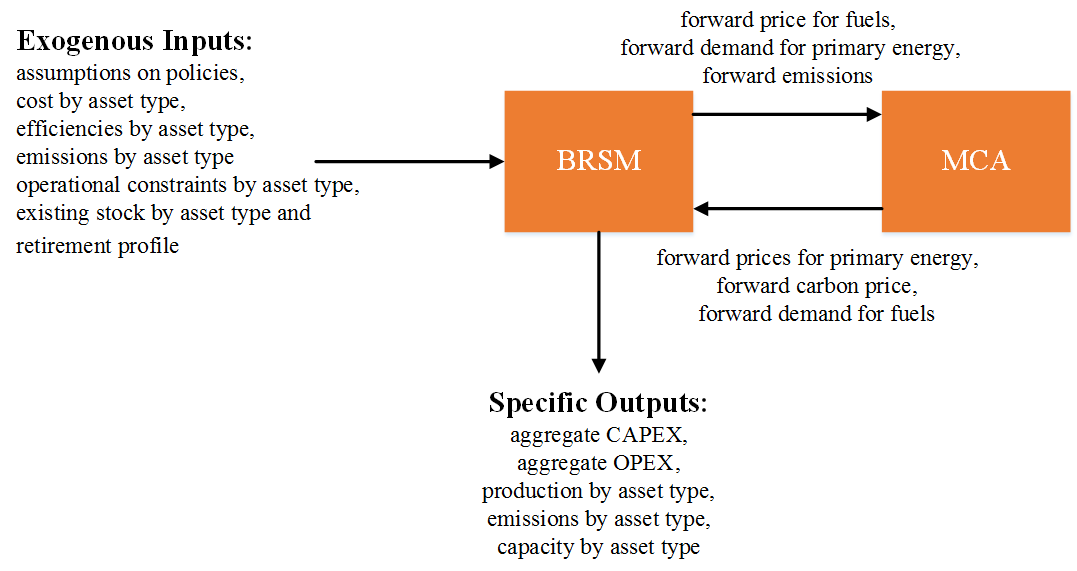 Exogenous Inputs:
assumptions on policies,
cost by asset type,
efficiencies by asset type,
emissions by asset type
operational constraints by asset type,
existing stock by asset type and
retirement profile
forward price for fuels,
forward demand for primary energy,
forward emissions
BRSM
MCA
forward prices for primary energy,
forward carbon price,
forward demand for fuels
Specific Outputs:
aggregate CAPEX,
aggregate OPEX,
production by asset type,
emissions by asset type,
capacity by asset type